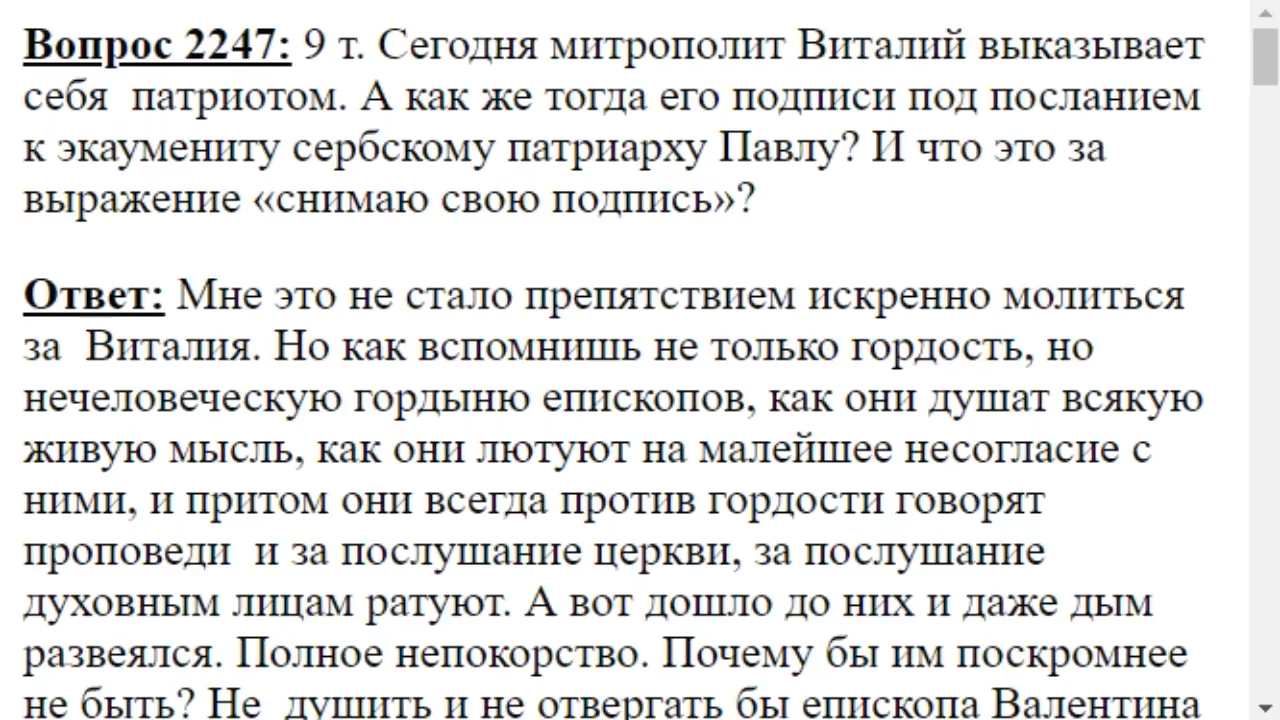 Вопрос 2247: 9 т. Сегодня митрополит Виталий выказывает
себя патриотом. А как же тогда его подписи под посланием
к экаумениту сербскому патриарху Павлу? И что это за
выражение «снимаю свою подпись»?
Ответ: Мне это не стало препятствием искренно молиться
за Виталия. Но как вспомнишь не только гордость, но
нечеловеческую гордыню епископов, как они душат всякую
живую мысль, как они лютуют на малейшее несогласие с
ними, и притом они всегда против гордости говорят
проповеди и за послушание церкви, за послушание
духовным лицам ратуют. А вот дошло до них и даже дым
развеялся. Полное непокорство. Почему бы им поскромнее
не быть? Не душить и не отвергать бы епископа Валентина